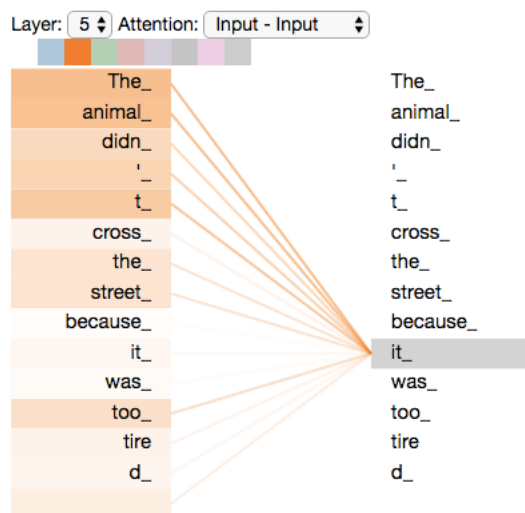 Layer: 5 Attention: Input - Input
The_ The_
animal_ animal_
didn_ didn_
'_ '_
t_ t_
cross_ cross_
the_ the_
street_ street_
because_ because_
it_ it_
was_ was_
too_ too_
tire tire
d_ d_